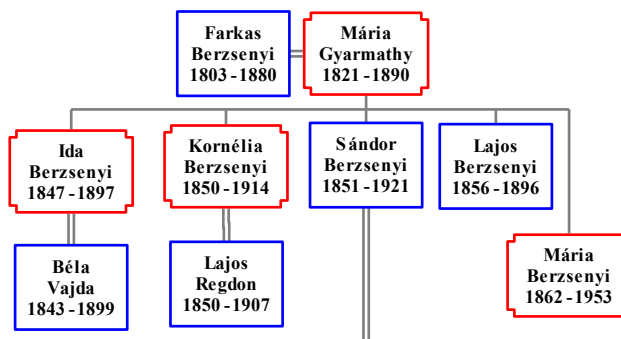 Farkas
Berzsenyi
1803 - 1880
Mária
Gyarmathy
1821 - 1890
Ida
Berzsenyi
1847 - 1897
Kornélia
Berzsenyi
1850 - 1914
Sándor
Berzsenyi
1851 - 1921
Lajos
Berzsenyi
1856 - 1896
Béla
Vajda
1843 - 1899
Lajos
Regdon
1850 - 1907
Mária
Berzsenyi
1862 - 1953